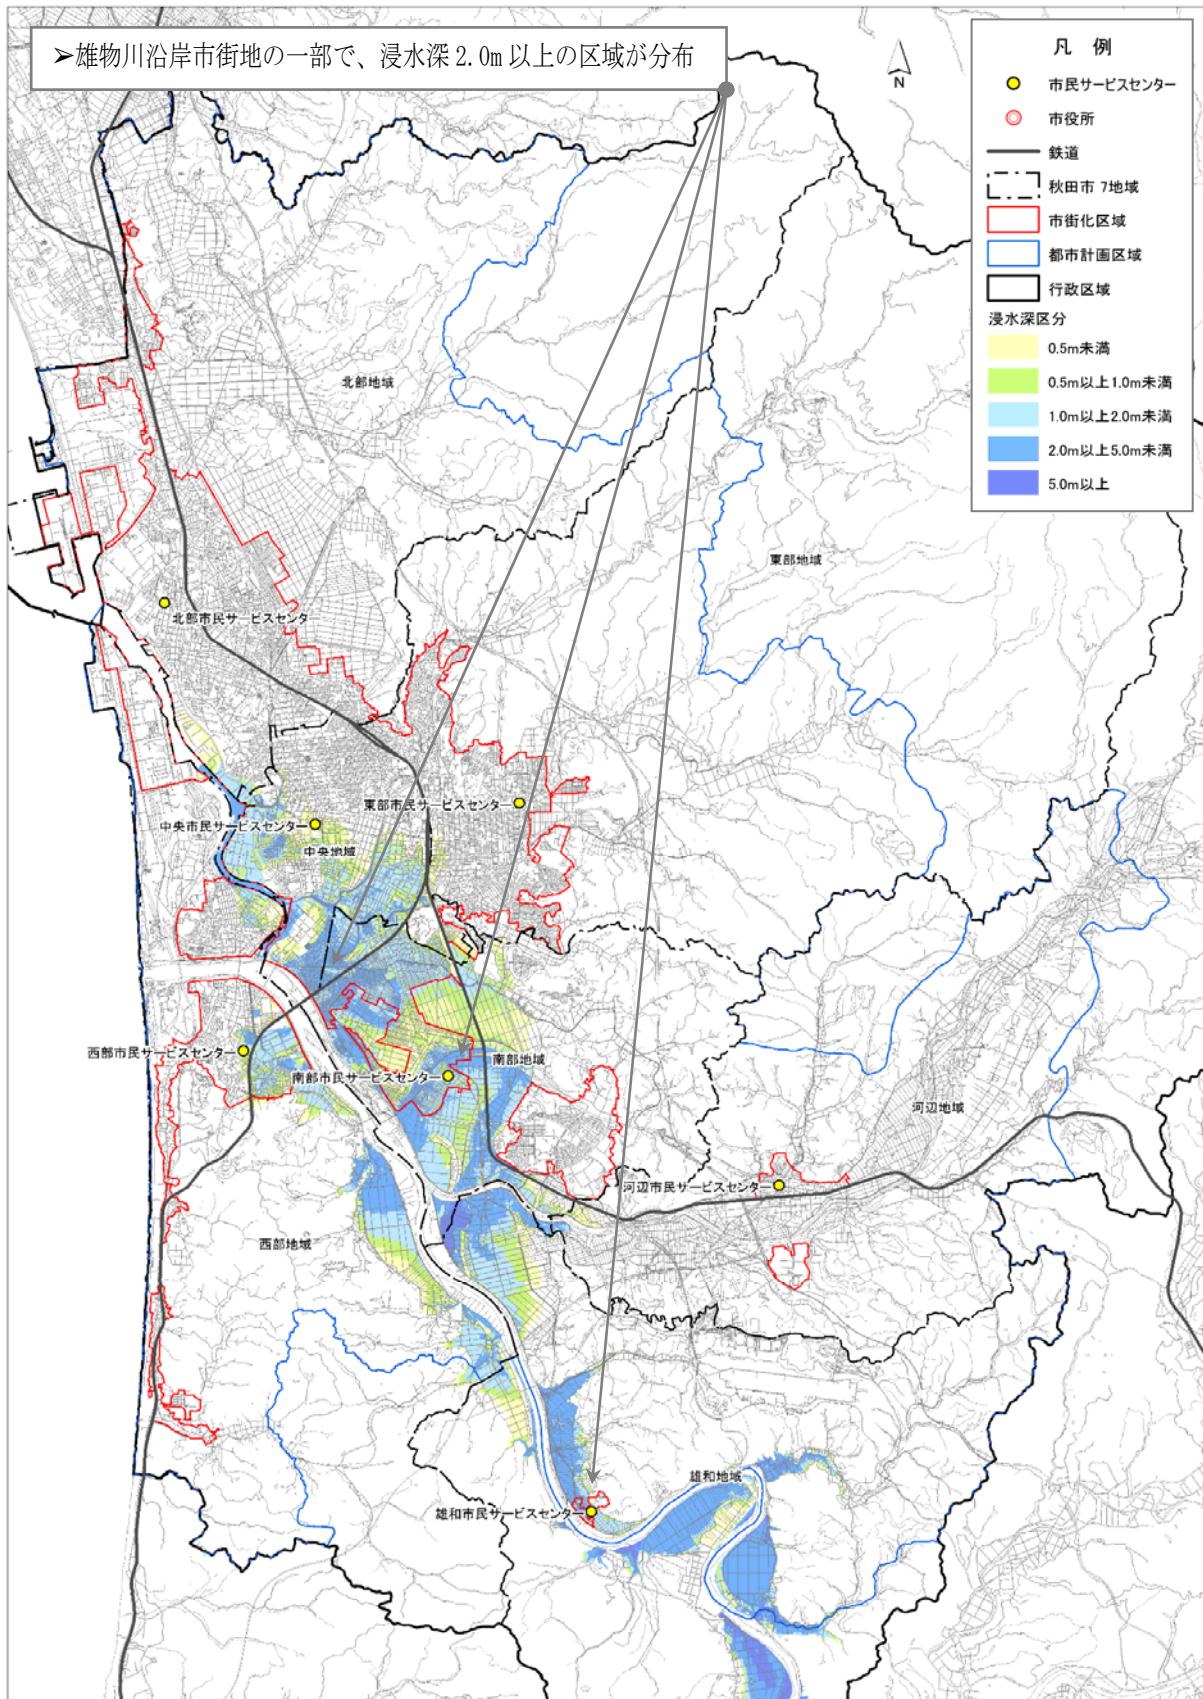 ➢雄物川沿岸市街地の一部で、浸水深 2.0m 以上の区域が分布
N
凡 例
市民サービスセンター
市役所
鉄道
秋田市 7地域
市街化区域
都市計画区域
行政区域
浸水深区分
0.5m未満
0.5m以上1.0m未満
1.0m以上2.0m未満
2.0m以上5.0m未満
5.0m以上
北部地域
東部地域
北部市民サービスセンター
東部市民サービスセンター
中央市民サービスセンター
中央地域
西部市民サービスセンター
南部地域
南部市民サービスセンター
河辺地域
河辺市民サービスセンター
西部地域
雄和地域
雄和市民サービスセンター